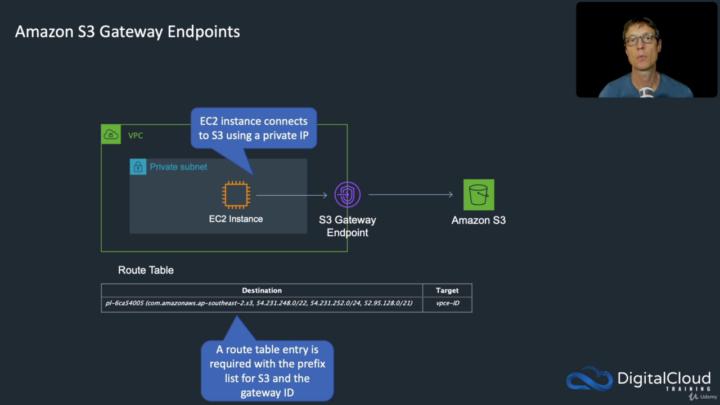 Amazon S3 Gateway Endpoints
EC2 instance connects
to S3 using a private IP
VPC
Private subnet
EC2 Instance
S3 Gateway
Endpoint
Amazon S3
Route Table
Destination Target
pl-6ca54005 (com.amazonaws.ap-southeast-2.s3, 54.231.248.0/22, 54.231.252.0/24, 52.95.128.0/21) vpce-ID
A route table entry is
required with the prefix
list for S3 and the
gateway ID
DigitalCloud
TRAINING
Udemy